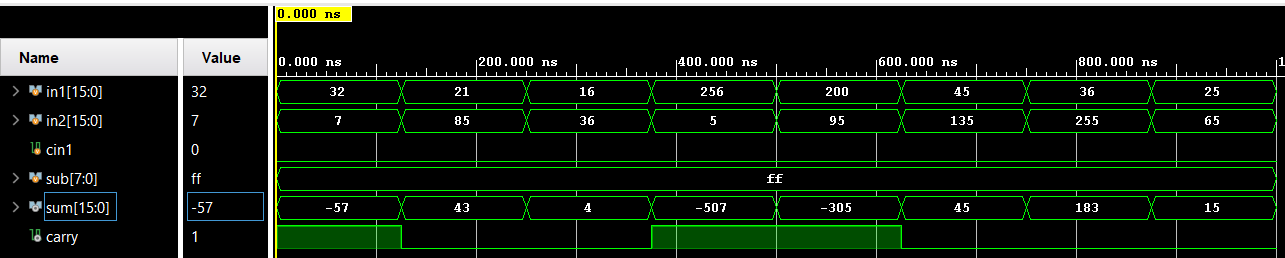 0.000 ns
Name Value
0.000 ns 200.000 ns 400.000 ns 600.000 ns 800.000 ns 1
in1[15:0] 32 32 21 16 256 200 45 36 25
in2[15:0] 7 7 85 36 5 95 135 255 65
cin1 0
sub[7:0] ff ff
sum[15:0] -57 -57 43 4 -507 -305 45 183 15
carry 1